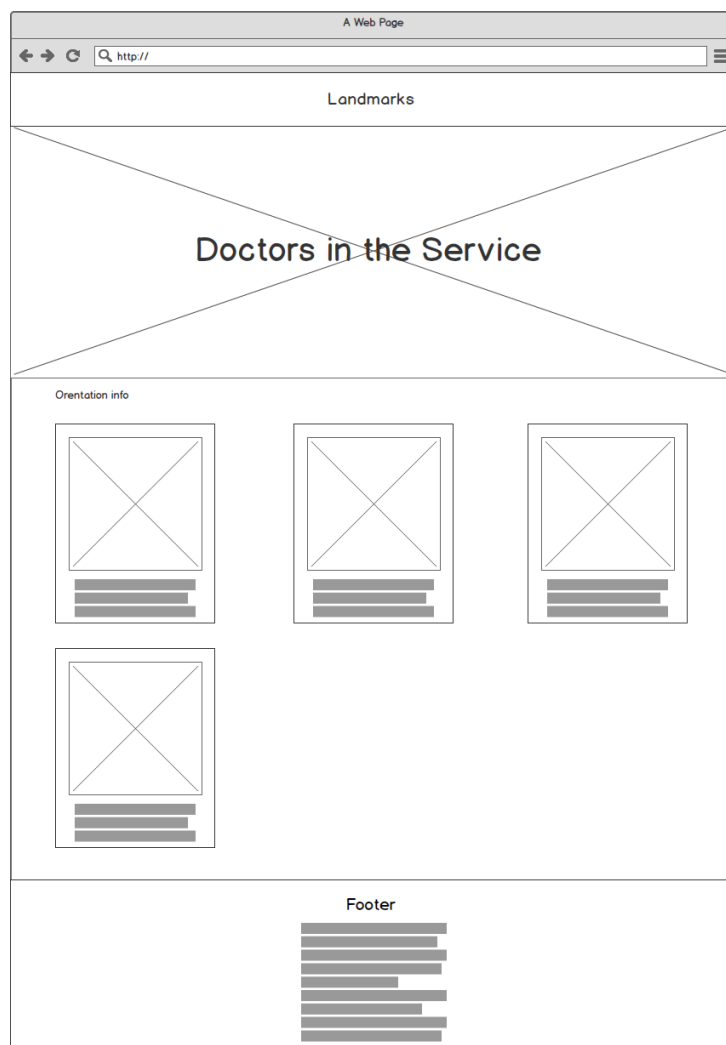 A Web Page
http://
Landmarks
Doctors in the Service
Orentation info
Footer